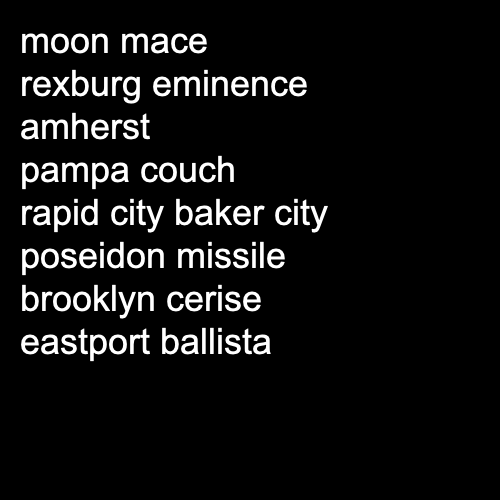 moon mace
rexburg eminence
amherst
pampa couch
rapid city baker city
poseidon missile
brooklyn cerise
eastport ballista